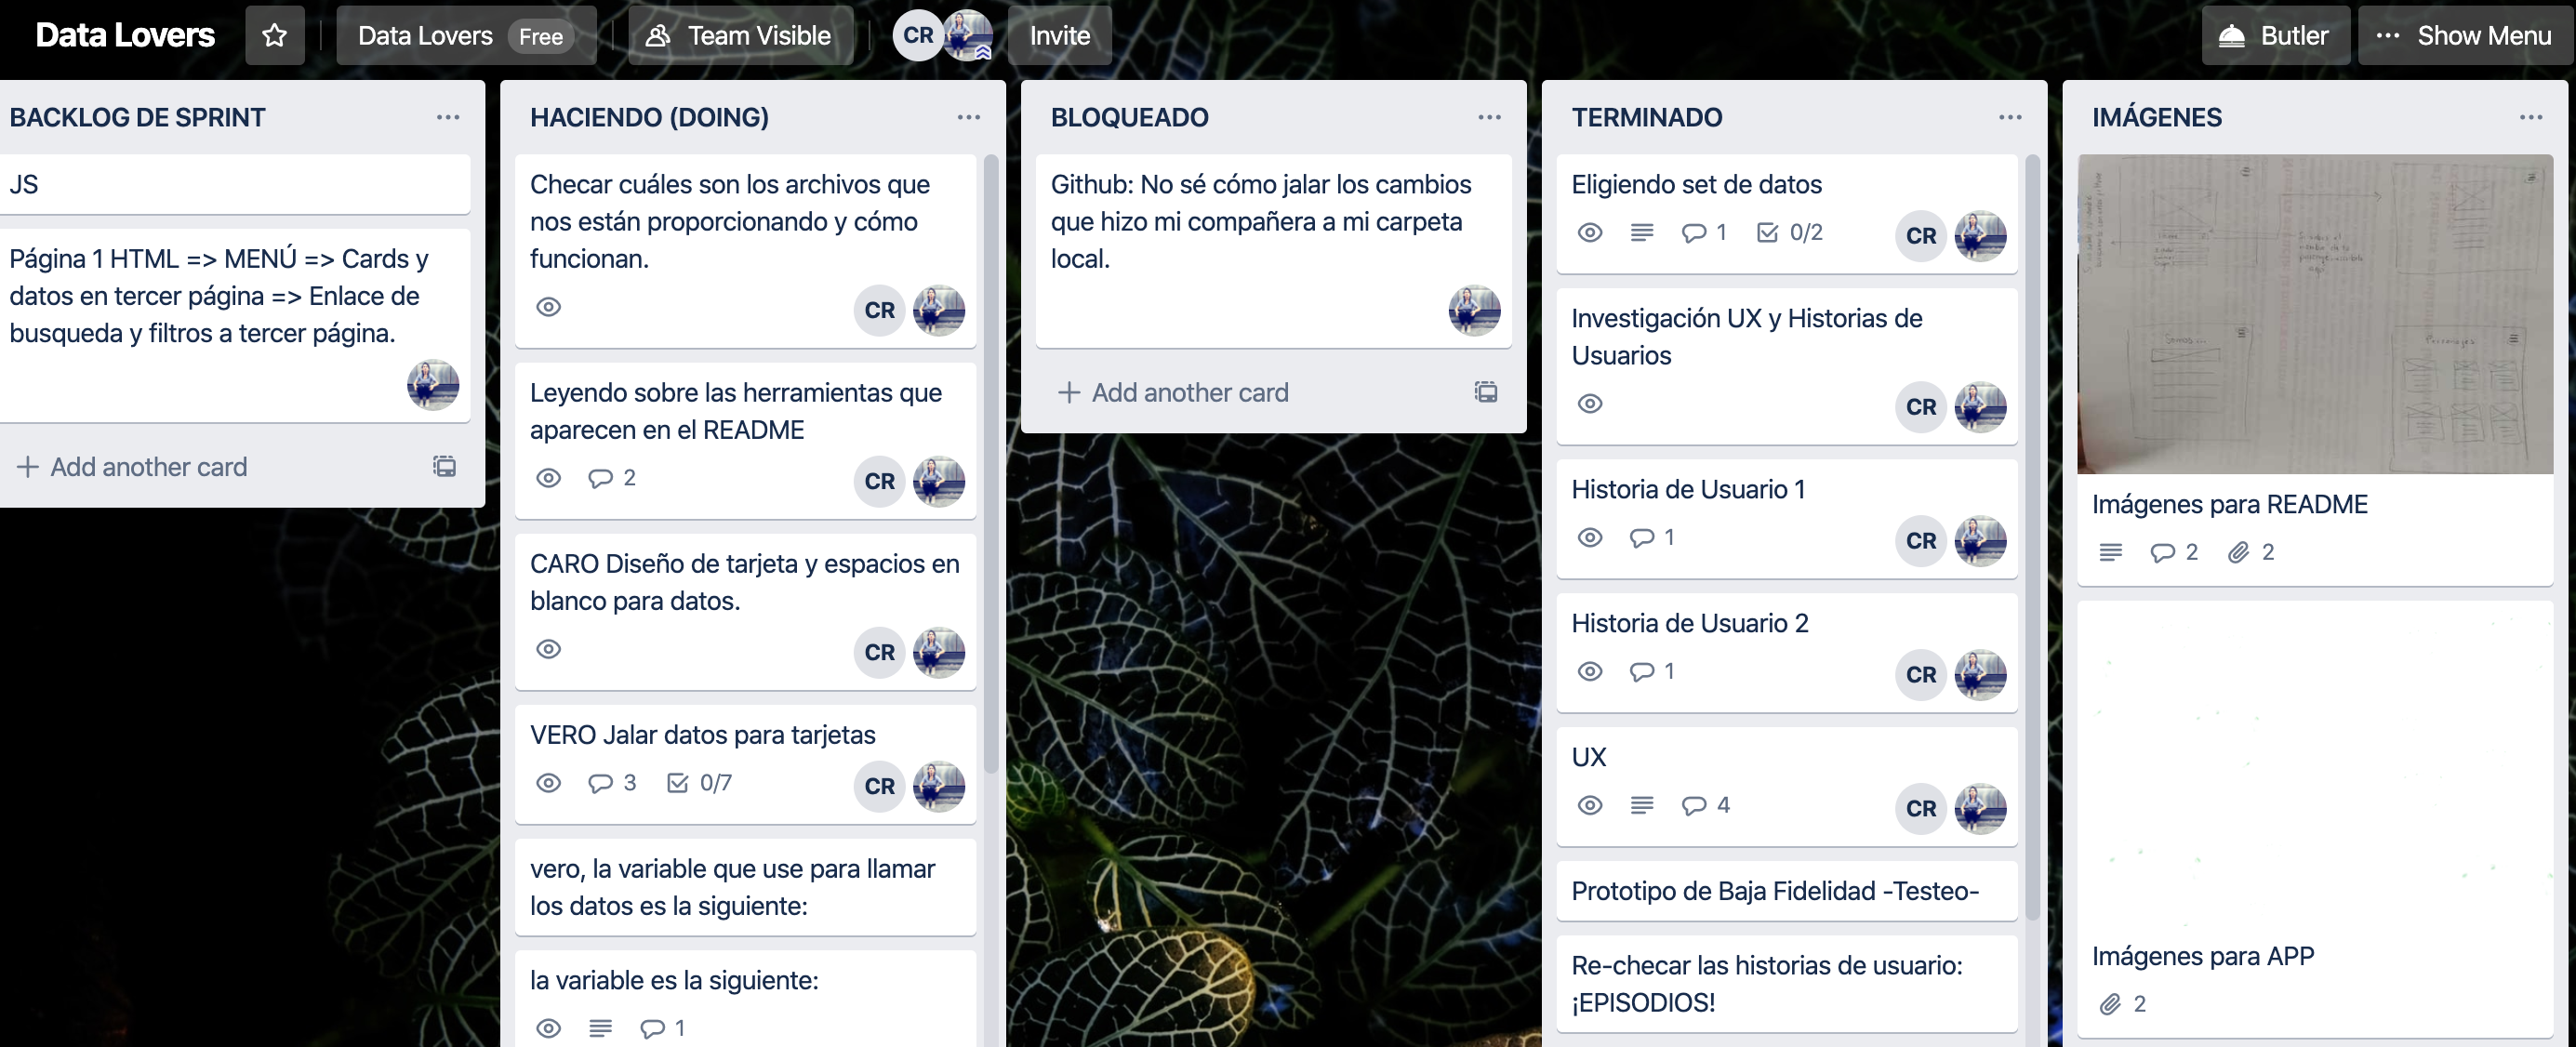 Data Lovers
Data Lovers Free
Team Visible
CR
Invite
Butler
Show Menu
BACKLOG DE SPRINT
JS
Página 1 HTML => MENÚ => Cards y
datos en tercer página => Enlace de
busqueda y filtros a tercer página.
Add another card
HACIENDO (DOING)
Checar cuáles son los archivos que
nos están proporcionando y cómo
funcionan.
CR
Leyendo sobre las herramientas que
aparecen en el README
2
CR
CARO Diseño de tarjeta y espacios en
blanco para datos.
CR
VERO Jalar datos para tarjetas
3 0/7
CR
vero, la variable que use para llamar
los datos es la siguiente:
la variable es la siguiente:
1
BLOQUEADO
Github: No sé cómo jalar los cambios
que hizo mi compañera a mi carpeta
local.
Add another card
TERMINADO
Eligiendo set de datos
1 0/2
CR
Investigación UX y Historias de
Usuarios
CR
Historia de Usuario 1
1
CR
Historia de Usuario 2
1
CR
UX
4
CR
Prototipo de Baja Fidelidad -Testeo-
Re-checar las historias de usuario:
¡EPISODIOS!
IMÁGENES
Somos
Personajes
Imágenes para README
2 2
Imágenes para APP
2